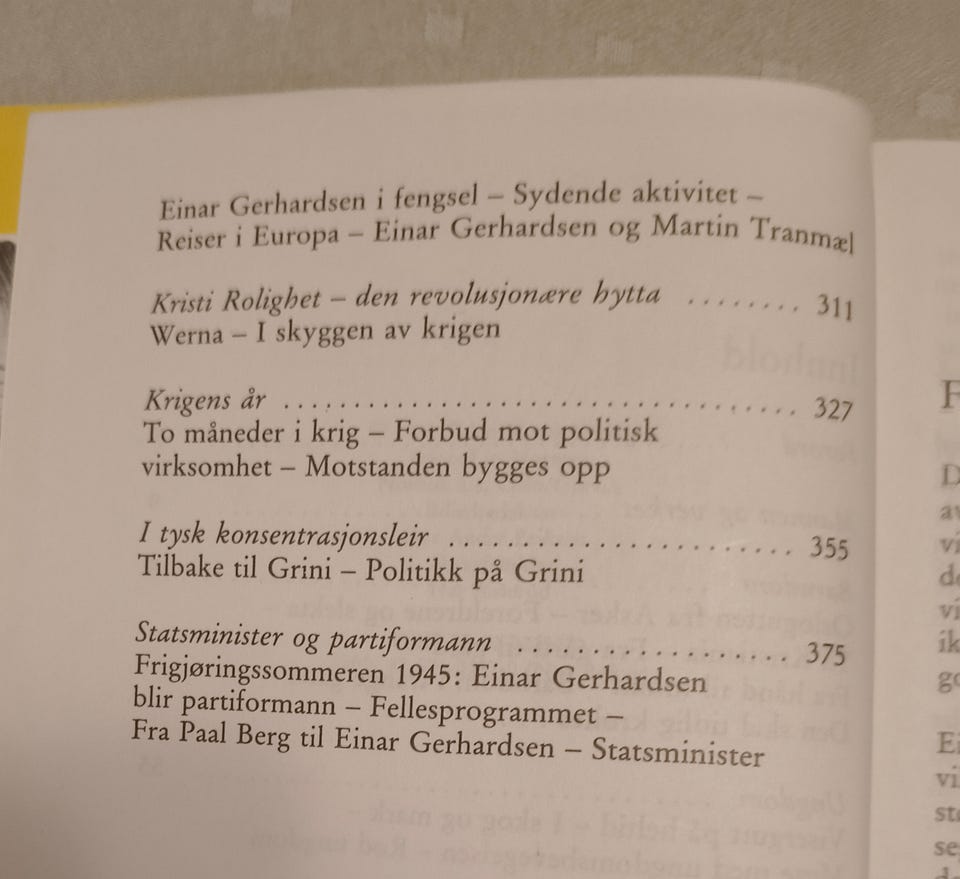 Einar Gerhardsen i fengsel – Sydende aktivitet –
Reiser i Europa – Einar Gerhardsen og Martin Tranmæl
Kristi Rolighet – den revolusjonære hytta ........ 311
Werna – I skyggen av krigen
Krigens år ..................................... 327
To måneder i krig – Forbud mot politisk
virksomhet – Motstanden bygges opp
I tysk konsentrasjonsleir ......................... 355
Tilbake til Grini – Politikk på Grini
Statsminister og partiformann .................... 375
Frigjøringssommeren 1945: Einar Gerhardsen
blir partiformann – Fellesprogrammet –
Fra Paal Berg til Einar Gerhardsen – Statsminister